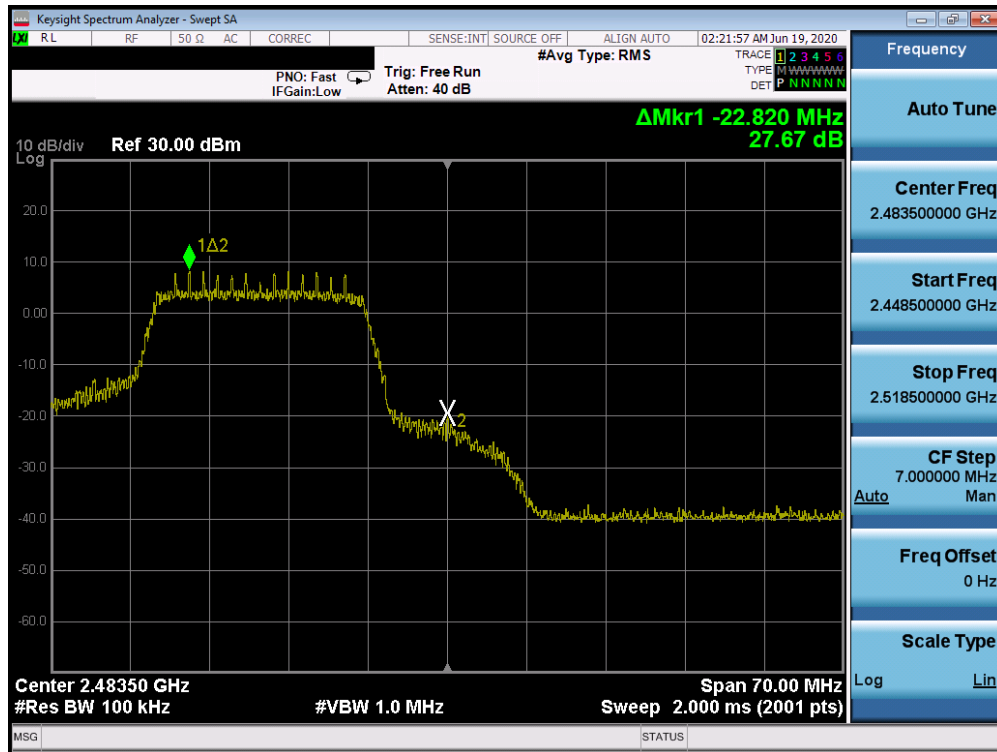 Keysight Spectrum Analyzer - Swept SA
LXI RL RF 50 Ω AC CORREC SENSE:INT SOURCE OFF ALIGN AUTO 02:21:57 AM Jun 19, 2020
#Avg Type: RMS
TRACE 1 2 3 4 5 6
PNO: Fast Trig: Free Run
TYPE M W W W W W
IFGain:Low Atten: 40 dB
DET P N N N N N
ΔMkr1 -22.820 MHz
27.67 dB
10 dB/div Ref 30.00 dBm
Log
20.0
1Δ2
10.0
0.00
-10.0
-20.0
X2
-30.0
-40.0
-50.0
-60.0
Center 2.48350 GHz Span 70.00 MHz
#Res BW 100 kHz #VBW 1.0 MHz Sweep 2.000 ms (2001 pts)
MSG STATUS
Frequency
Auto Tune
Center Freq
2.483500000 GHz
Start Freq
2.448500000 GHz
Stop Freq
2.518500000 GHz
CF Step
7.000000 MHz
Auto Man
Freq Offset
0 Hz
Scale Type
Log Lin